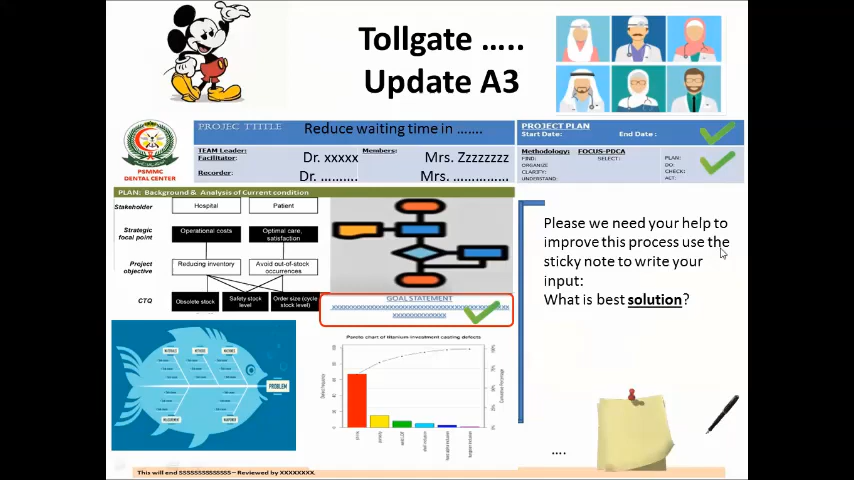 Tollgate .....
Update A3
PROJEC TTITLE
Reduce waiting time in .......
PROJECT PLAN
Start Date:
End Date :
TEAM Leader:
Facilitator:
Recorder:
Dr. xxxxx
Dr. ..........
Members:
Mrs. Zzzzzzzz
Mrs. ..............
Methodology: FOCUS-PDCA
FIND:
ORGANIZE
CLARIFY:
UNDERSTAND:
SELECT:
PLAN:
DO:
CHECK:
ALT:
PSMMC
DENTAL CENTER
PLAN: Background & Analysis of Current condition
Stakeholder
Hospital
Patient
Strategic
focal point
Operational costs
Optimal care,
satisfaction
Project
objective
Reducing inventory
Avoid out-of-stock
occurrences
CTQ
Obsolete stock
Safety stock
level
Order size (cycle
stock level)
GOAL STATEMENT
Please we need your help to
improve this process use the
sticky note to write your
input:
What is best solution?
PROBLEM
Pareto chart of titanium investment casting defects
....
This will end SSSSSSSSSSSSSS – Reviewed by XXXXXXXX.